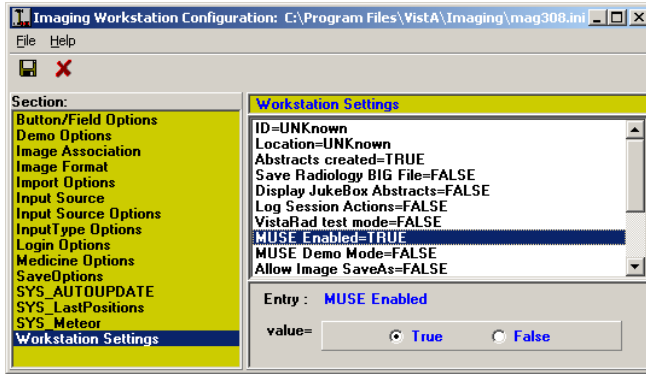 Imaging Workstation Configuration: C:\Program Files\VistA\Imaging\mag308.ini
File Help
Section:
Button/Field Options
Demo Options
Image Association
Image Format
Import Options
Input Source
Input Source Options
InputType Options
Login Options
Medicine Options
SaveOptions
SYS_AUTOUPDATE
SYS_LastPositions
SYS_Meteor
Workstation Settings
Workstation Settings
ID=UNKnown
Location=UNKnown
Abstracts created=TRUE
Save Radiology BIG File=FALSE
Display JukeBox Abstracts=FALSE
Log Session Actions=FALSE
VistaRad test mode=FALSE
MUSE Enabled=TRUE
MUSE Demo Mode=FALSE
Allow Image SaveAs=FALSE
Entry : MUSE Enabled
value= True False